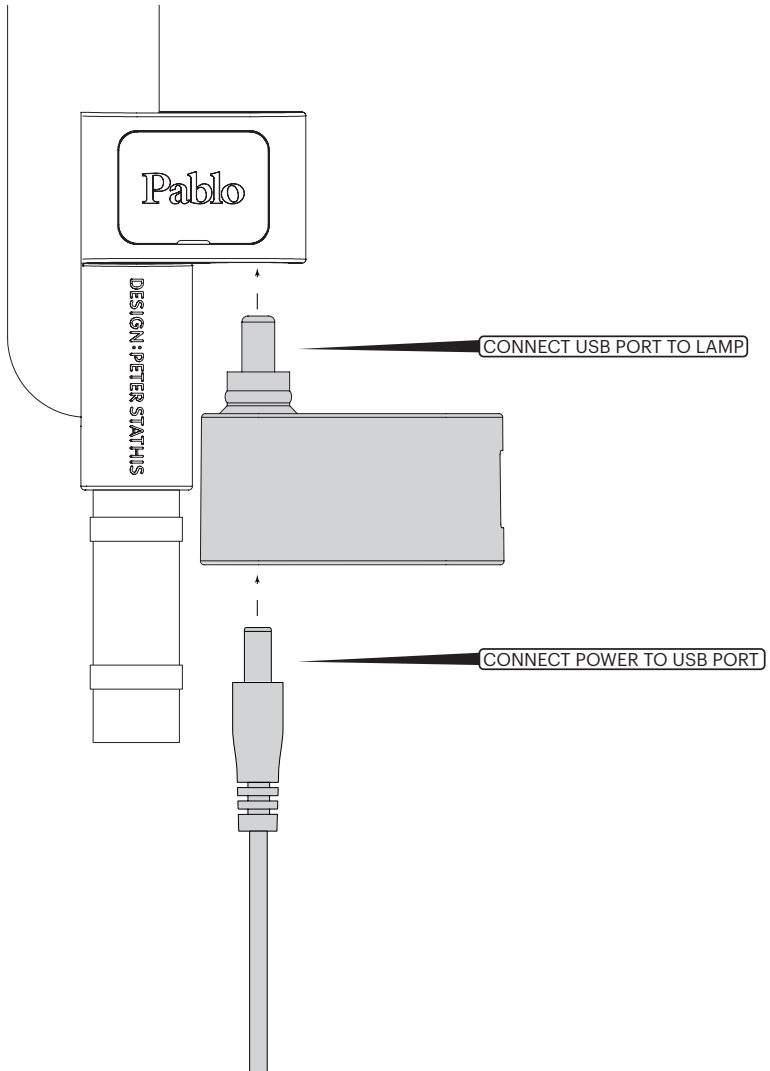 Pablo
DESIGN: PETER STATHIS
CONNECT USB PORT TO LAMP
CONNECT POWER TO USB PORT